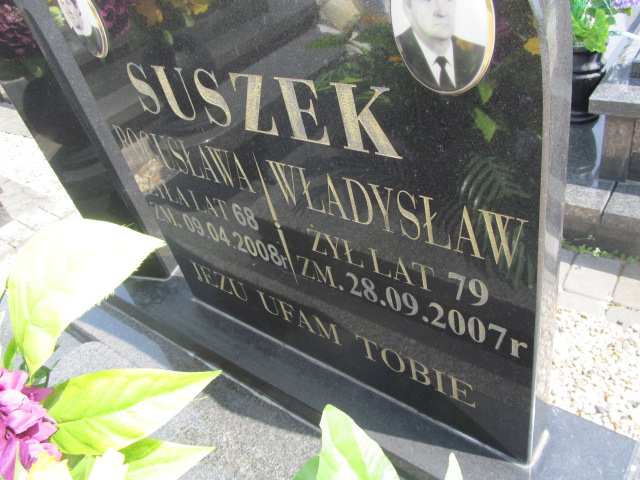 SUSZEK
BOGUSŁAWA WŁADYSŁAW
ŻYŁA LAT 68 ŻYŁ LAT 79
ZM. 09.04.2008r ZM. 28.09.2007r
JEZU UFAM TOBIE